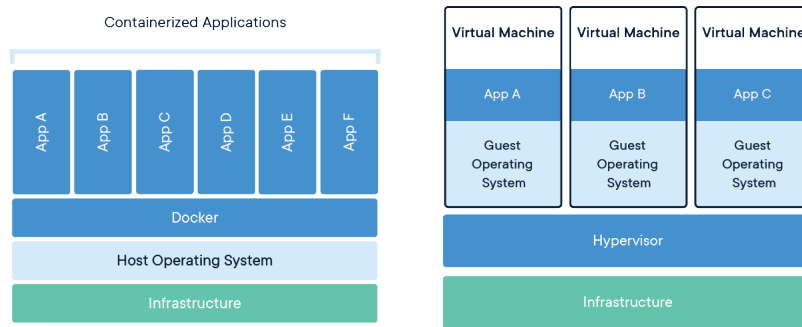 Containerized Applications
App A
App B
App C
App D
App E
App F
Docker
Host Operating System
Infrastructure
Virtual Machine
App A
Guest
Operating
System
Virtual Machine
App B
Guest
Operating
System
Virtual Machine
App C
Guest
Operating
System
Hypervisor
Infrastructure